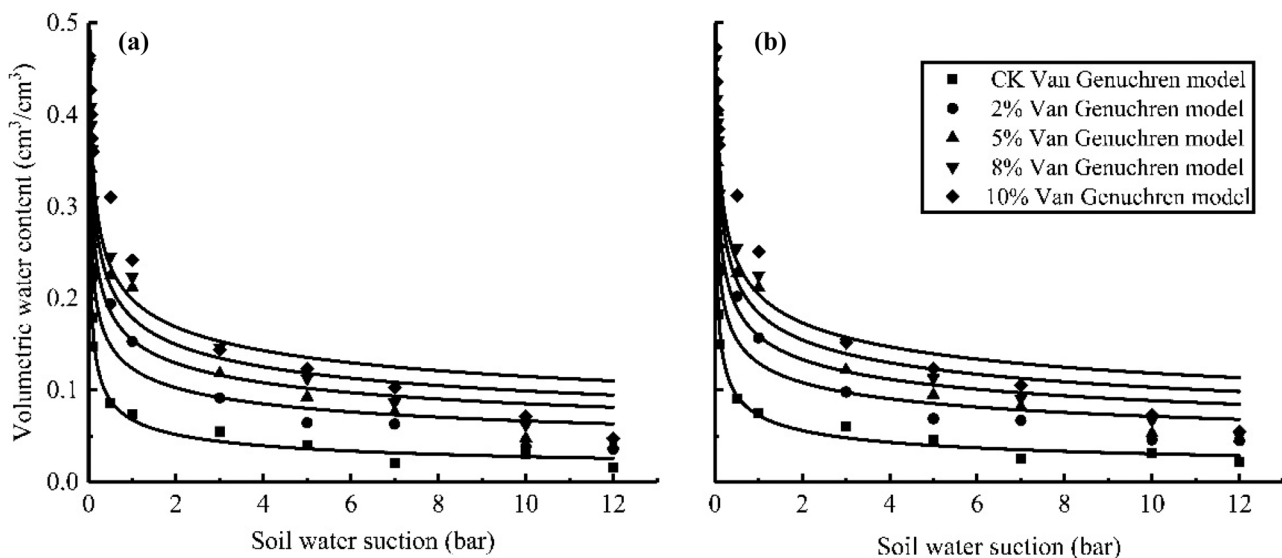 (a)
(b)
0.5
0.4
0.3
0.2
0.1
0.0
Volumetric water content (cm³/cm³)
CK Van Genuchren model
2% Van Genuchren model
5% Van Genuchren model
8% Van Genuchren model
10% Van Genuchren model
0 2 4 6 8 10 12
0 2 4 6 8 10 12
Soil water suction (bar)
Soil water suction (bar)